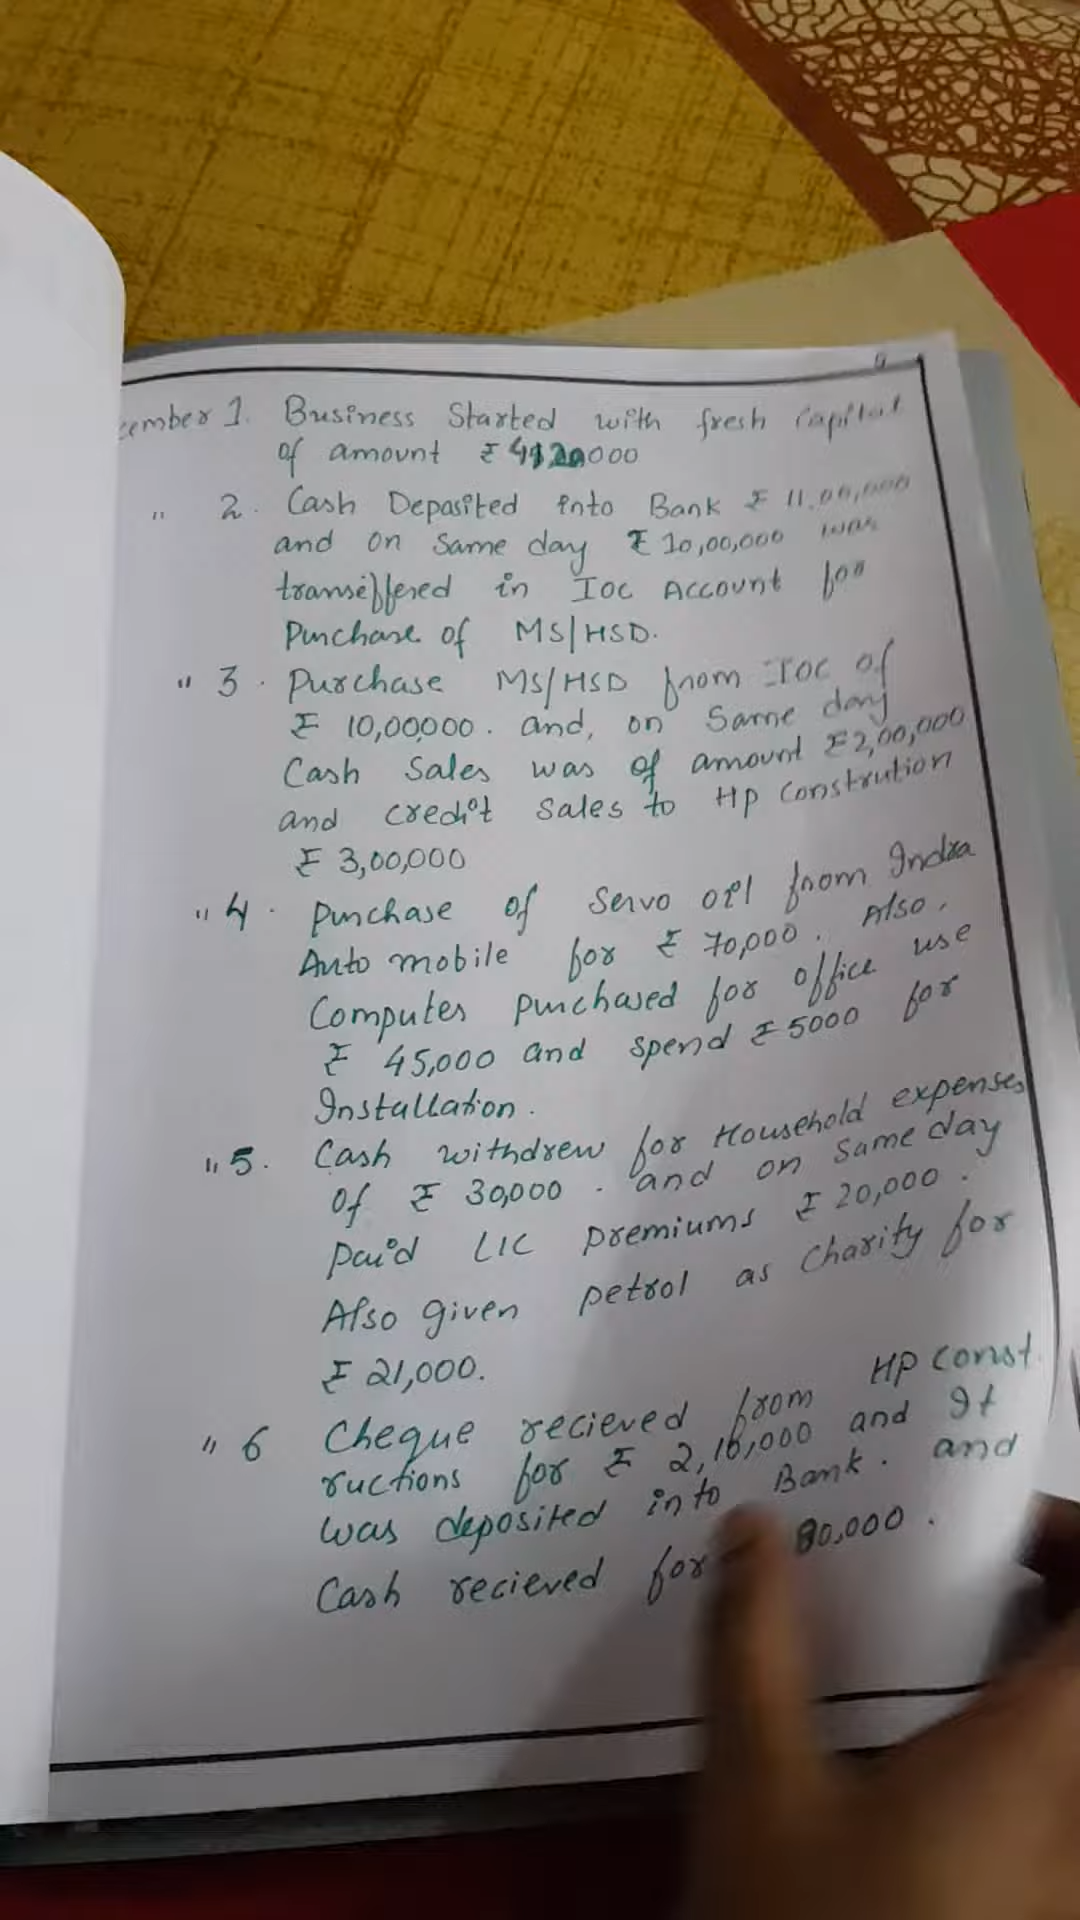 cember 1. Business Started with fresh Capital
of amount ₹
" 2. Cash Deposited into Bank ₹ 11,00,000
and on same day ₹ 10,00,000 was
transeffered in IOC Account for
Purchase of MS/HSD.
" 3. Purchase MS/HSD from IOC of
₹ 10,00,000. and, on Same day
Cash Sales was of amount ₹2,00,000
and credit sales to Hp Constrution
₹ 3,00,000
" 4. purchase of Servo oil from India
Auto mobile for ₹ 70,000. Also,
Computer purchased for office use
₹ 45,000 and spend ₹ 5000 for
Installation.
" 5. Cash withdrew for Household expenses
of ₹ 30,000. and on same day
paid LIC premiums ₹ 20,000.
Also given petrol as Charity for
₹ 21,000.
" 6 Cheque recieved from HP Const.
ructions for ₹ and It
was deposited into Bank. and
Cash recieved for